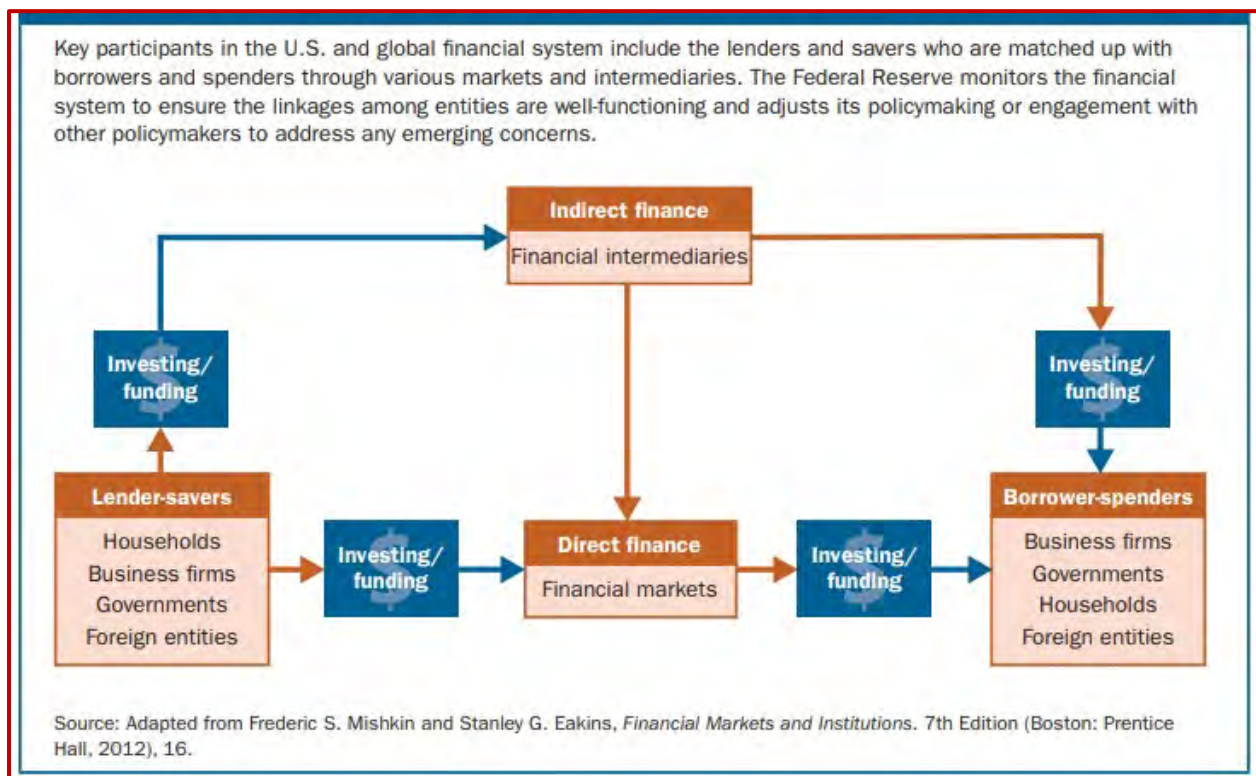 Key participants in the U.S. and global financial system include the lenders and savers who are matched up with
borrowers and spenders through various markets and intermediaries. The Federal Reserve monitors the financial
system to ensure the linkages among entities are well-functioning and adjusts its policymaking or engagement with
other policymakers to address any emerging concerns.
Indirect finance
Financial intermediaries
Investing/
funding
Investing/
funding
Lender-savers
Households
Business firms
Governments
Foreign entities
Investing/
funding
Direct finance
Financial markets
Investing/
funding
Borrower-spenders
Business firms
Governments
Households
Foreign entities
Source: Adapted from Frederic S. Mishkin and Stanley G. Eakins, Financial Markets and Institutions. 7th Edition (Boston: Prentice
Hall, 2012), 16.